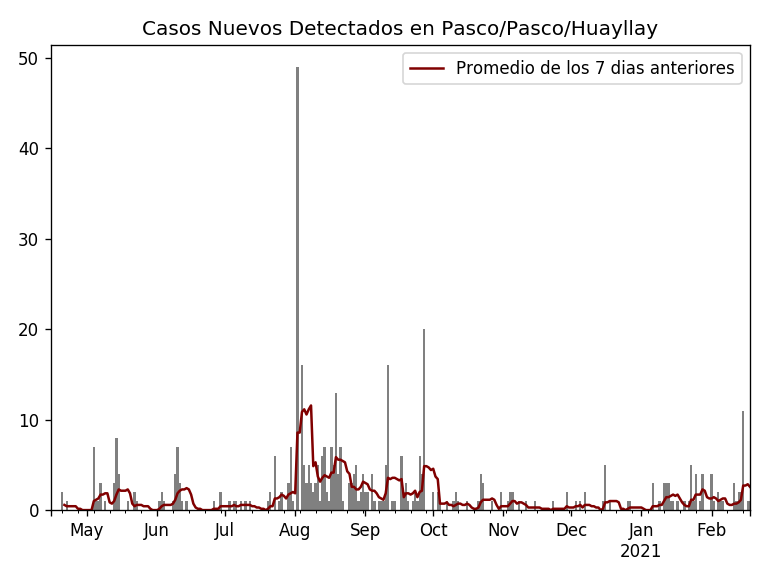 Casos Nuevos Detectados en Pasco/Pasco/Huayllay
Promedio de los 7 dias anteriores
50
40
30
20
10
0
May Jun Jul Aug Sep Oct Nov Dec Jan Feb
2021